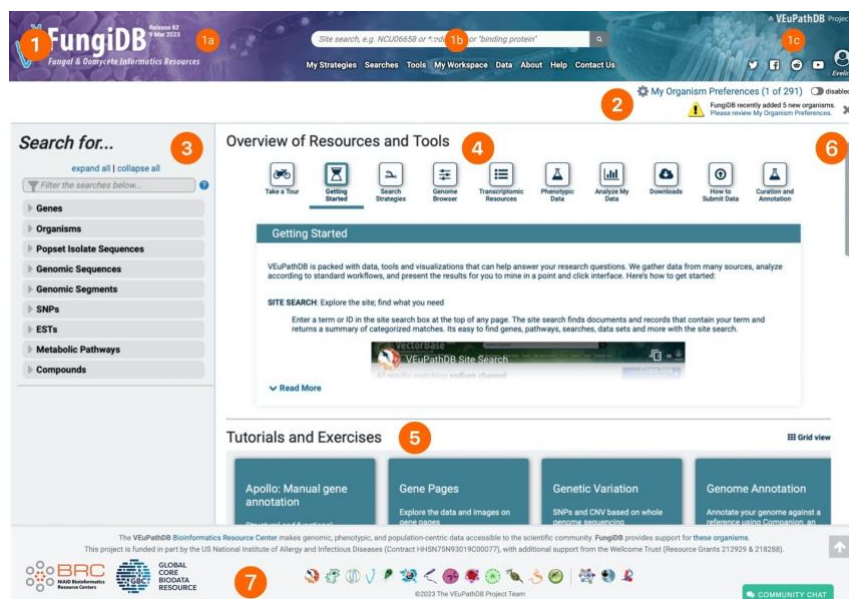 1
FungiDB
Release 62
9 Mar 2023
Fungal & Oomycete Informatics Resources
1a
Site search, e.g. NCU06658 or *reductase or "binding protein"
1b
VEuPathDB Project
1c
My Strategies Searches Tools My Workspace Data About Help Contact Us
2
My Organism Preferences (1 of 291) disabled
FungiDB recently added 5 new organisms.
Please review My Organism Preferences.
Search for...
3
expand all | collapse all
Filter the searches below...
Genes
Organisms
Popset Isolate Sequences
Genomic Sequences
Genomic Segments
SNPs
ESTs
Metabolic Pathways
Compounds
Overview of Resources and Tools
4
6
Take a Tour
Getting Started
Search Strategies
Genome Browser
Transcriptomic Resources
Phenotypic Data
Analyze My Data
Downloads
How to Submit Data
Curation and Annotation
Getting Started
VEuPathDB is packed with data, tools and visualizations that can help answer your research questions. We gather data from many sources, analyze
according to standard workflows, and present the results for you to mine in a point and click interface. Here's how to get started:
SITE SEARCH: Explore the site; find what you need
Enter a term or ID in the site search box at the top of any page. The site search finds documents and records that contain your term and
returns a summary of categorized matches. Its easy to find genes, pathways, searches, data sets and more with the site search.
VectorBase
VEuPathDB Site Search
Read More
Tutorials and Exercises
5
Grid view
Apollo: Manual gene
annotation
Gene Pages
Explore the data and images on
gene pages
Genetic Variation
SNPs and CNV based on whole
genome sequencing
Genome Annotation
Annotate your genome against a
reference using Companion, an
The VEuPathDB Bioinformatics Resource Center makes genomic, phenotypic, and population-centric data accessible to the scientific community. FungiDB provides support for these organisms.
This project is funded in part by the US National Institute of Allergy and Infectious Diseases (Contract HHSN75N93019C00077), with additional support from the Wellcome Trust (Resource Grants 212929 & 218288).
BRC
NIAID Bioinformatics
Resource Centers
GBC
GLOBAL
CORE
BIODATA
RESOURCE
7
©2023 The VEuPathDB Project Team
COMMUNITY CHAT